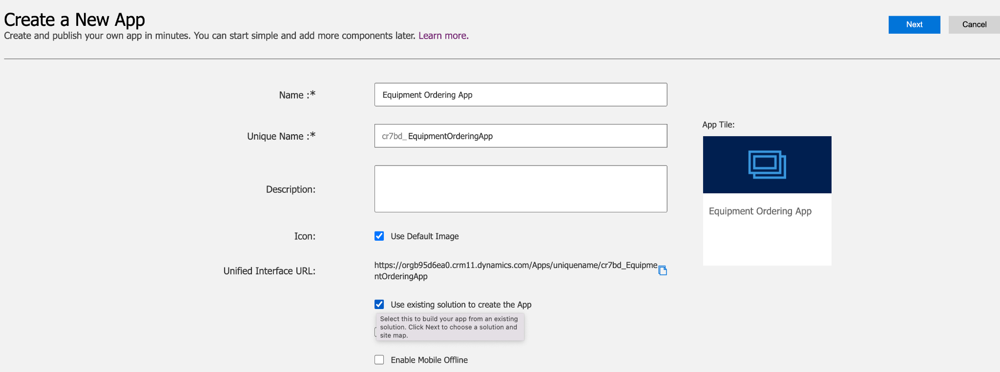 Create a New App
Next
Cancel
Create and publish your own app in minutes. You can start simple and add more components later. Learn more.
Name :*
Equipment Ordering App
Unique Name :*
cr7bd_ EquipmentOrderingApp
App Tile:
Equipment Ordering App
Description:
Icon:
Use Default Image
Unified Interface URL:
https://orgb95d6ea0.crm11.dynamics.com/Apps/uniquename/cr7bd_Equipme
ntOrderingApp
Use existing solution to create the App
Select this to build your app from an existing
solution. Click Next to choose a solution and
site map.
Enable Mobile Offline